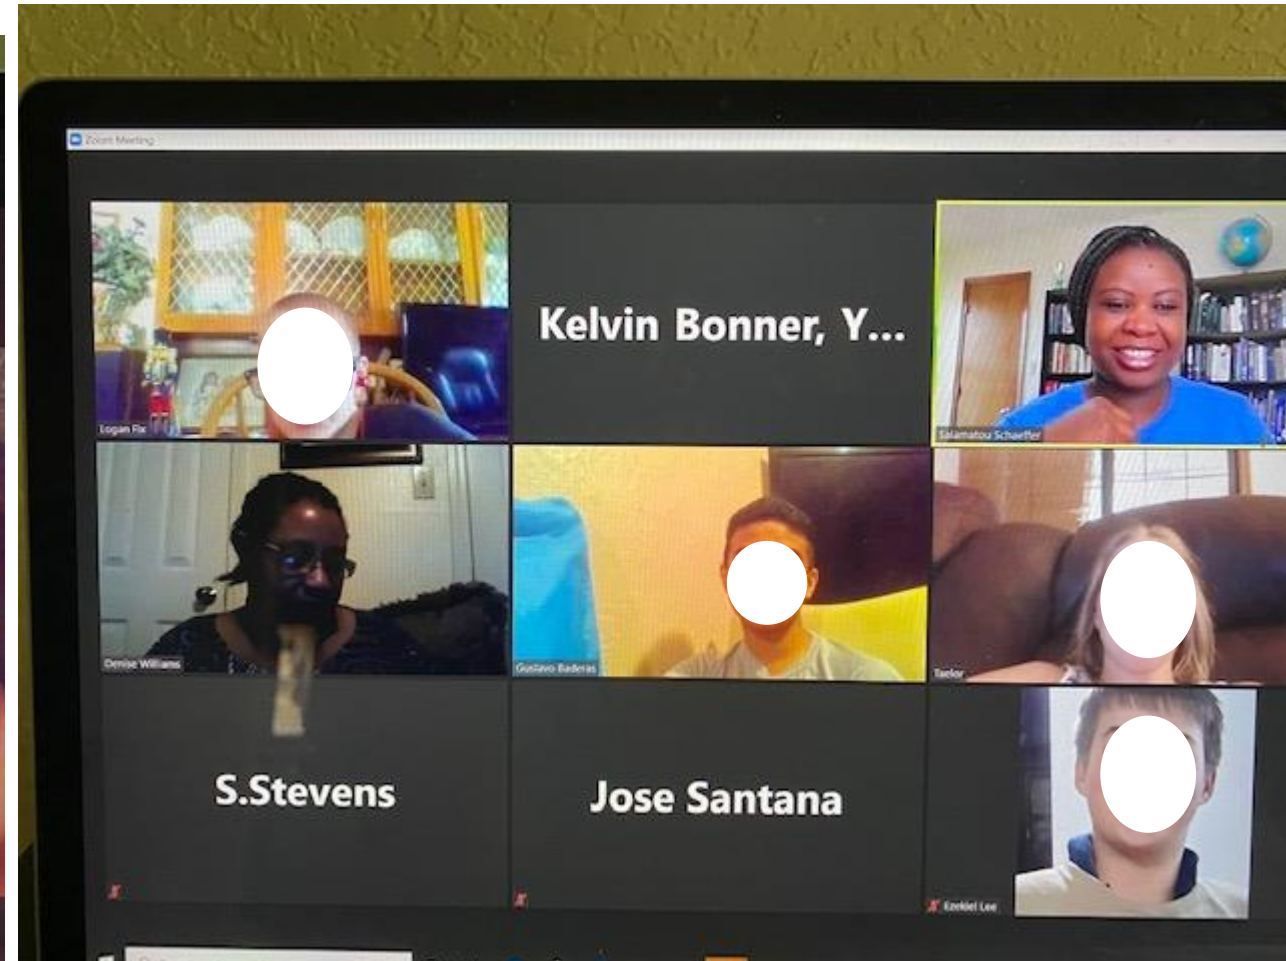 Zoom Meeting
Logan Fix
Kelvin Bonner, Y...
Salamatou Schaeffer
Denise Williams
Gustavo Baderas
Taelor
S.Stevens
Jose Santana
Ezekiel Lee